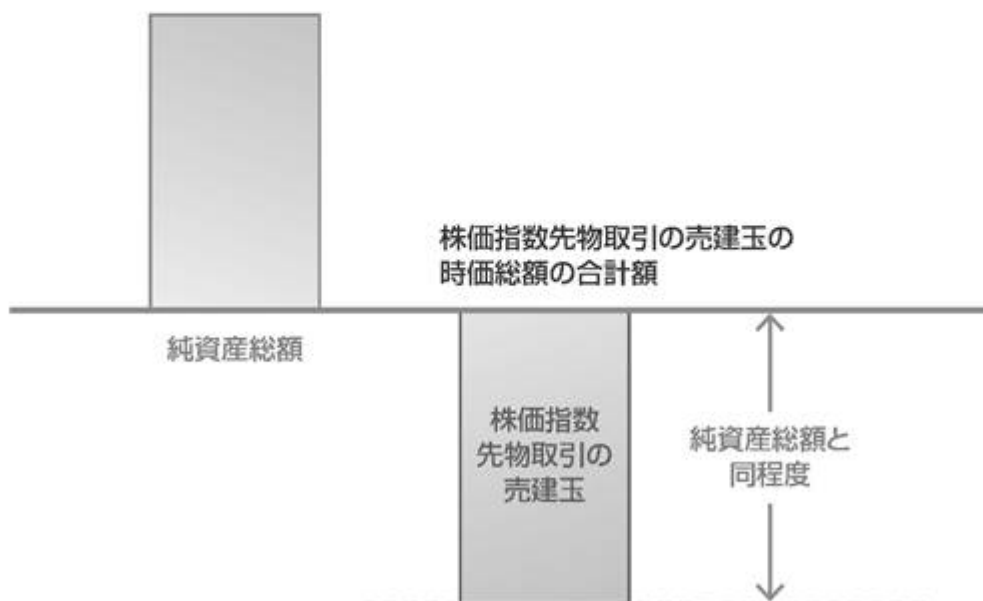 株価指数先物取引の売建玉の
時価総額の合計額
純資産総額
株価指数
先物取引の
売建玉
純資産総額と
同程度